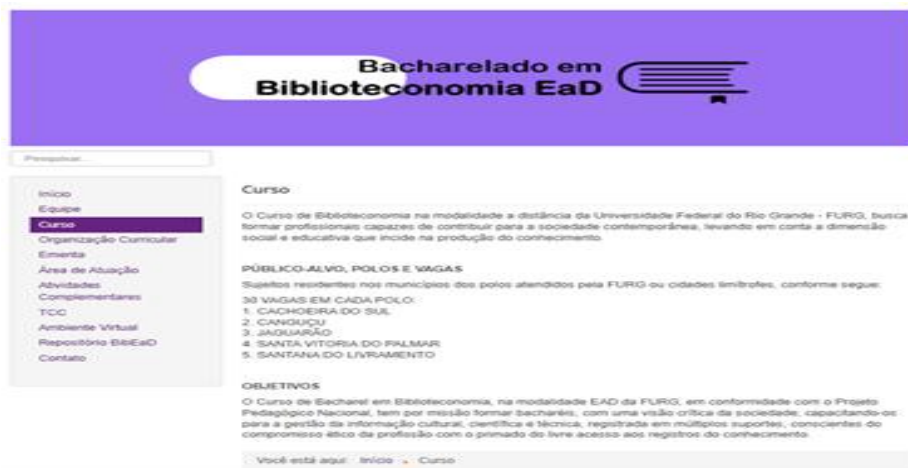 Bacharelado em
Biblioteconomia EaD
Pesquisar...
Início
Equipe
Curso
Organização Curricular
Ementa
Área de Atuação
Atividades
Complementares
TCC
Ambiente Virtual
Repositório BibEaD
Contato
Curso
O Curso de Biblioteconomia na modalidade a distância da Universidade Federal do Rio Grande - FURG, busca
formar profissionais capazes de contribuir para a sociedade contemporânea, levando em conta a dimensão
social e educativa que incide na produção do conhecimento.
PÚBLICO-ALVO, POLOS E VAGAS
Sujeitos residentes nos municípios dos polos atendidos pela FURG ou cidades limítrofes, conforme segue:
30 VAGAS EM CADA POLO:
1. CACHOEIRA DO SUL
2. CANGUÇU
3. JAGUARÃO
4. SANTA VITORIA DO PALMAR
5. SANTANA DO LIVRAMENTO
OBJETIVOS
O Curso de Bacharel em Biblioteconomia, na modalidade EAD da FURG, em conformidade com o Projeto
Pedagógico Nacional, tem por missão formar bacharéis, com uma visão crítica da sociedade, capacitando-os
para a gestão da informação cultural, científica e técnica, registrada em múltiplos suportes, conscientes do
compromisso ético da profissão com o primado do livre acesso aos registros do conhecimento.
Você está aqui: Início Curso